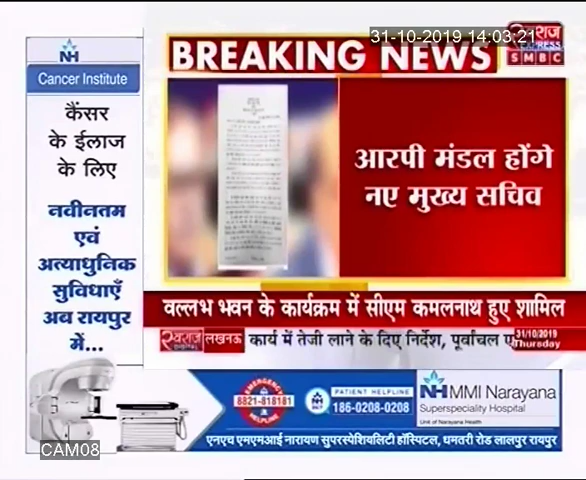 31-10-2019 14:03:21
BREAKING NEWS
स्वराज
EXPRESS
SMBC
NH
Cancer Institute
कैंसर
के ईलाज
के लिए
नवीनतम
एवं
अत्याधुनिक
सुविधाएँ
अब रायपुर
में...
आरपी मंडल होंगे
नए मुख्य सचिव
वल्लभ भवन के कार्यक्रम में सीएम कमलनाथ हुए शामिल
स्वराज
लखनऊ
कार्य में तेजी लाने के दिए निर्देश, पूर्वांचल ए
31/10/2019
Thursday
EMERGENCY
8821-818181
HELPLINE
PATIENT HELPLINE
186-0208-0208
NH MMI Narayana
Superspeciality Hospital
Unit of Narayana Health
एनएच एमएमआई नारायण सुपरस्पेशियलिटी हॉस्पिटल, धमतरी रोड लालपुर रायपुर
CAM08